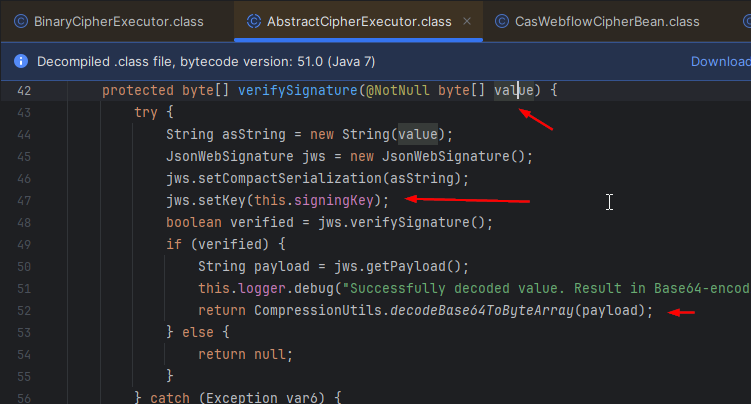 BinaryCipherExecutor.class AbstractCipherExecutor.class × CasWebflowCipherBean.class
Decompiled .class file, bytecode version: 51.0 (Java 7) Download
42 protected byte[] verifySignature(@NotNull byte[] value) {
43 try {
44 String asString = new String(value);
45 JsonWebSignature jws = new JsonWebSignature();
46 jws.setCompactSerialization(asString);
47 jws.setKey(this.signingKey);
48 boolean verified = jws.verifySignature();
49 if (verified) {
50 String payload = jws.getPayload();
51 this.logger.debug("Successfully decoded value. Result in Base64-encod
52 return CompressionUtils.decodeBase64ToByteArray(payload);
53 } else {
54 return null;
55 }
56 } catch (Exception var6) {